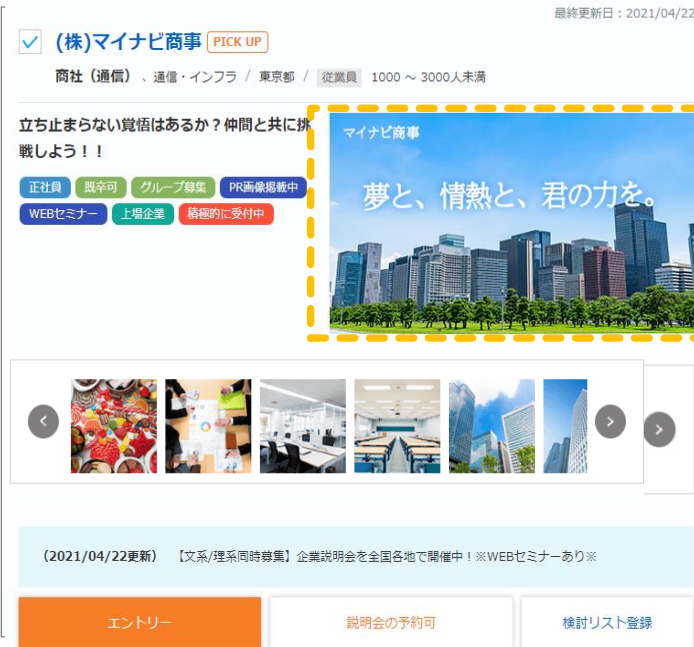 最終更新日：2021/04/22
(株)マイナビ商事 PICK UP
商社（通信）、通信・インフラ / 東京都 / 従業員 1000 ～ 3000人未満
立ち止まらない覚悟はあるか？仲間と共に挑
戦しよう！！
正社員 既卒可 グループ募集 PR画像掲載中
WEBセミナー 上場企業 積極的に受付中
マイナビ商事
夢と、情熱と、君の力を。
（2021/04/22更新） 【文系/理系同時募集】企業説明会を全国各地で開催中！※WEBセミナーあり※
エントリー 説明会の予約可 検討リスト登録